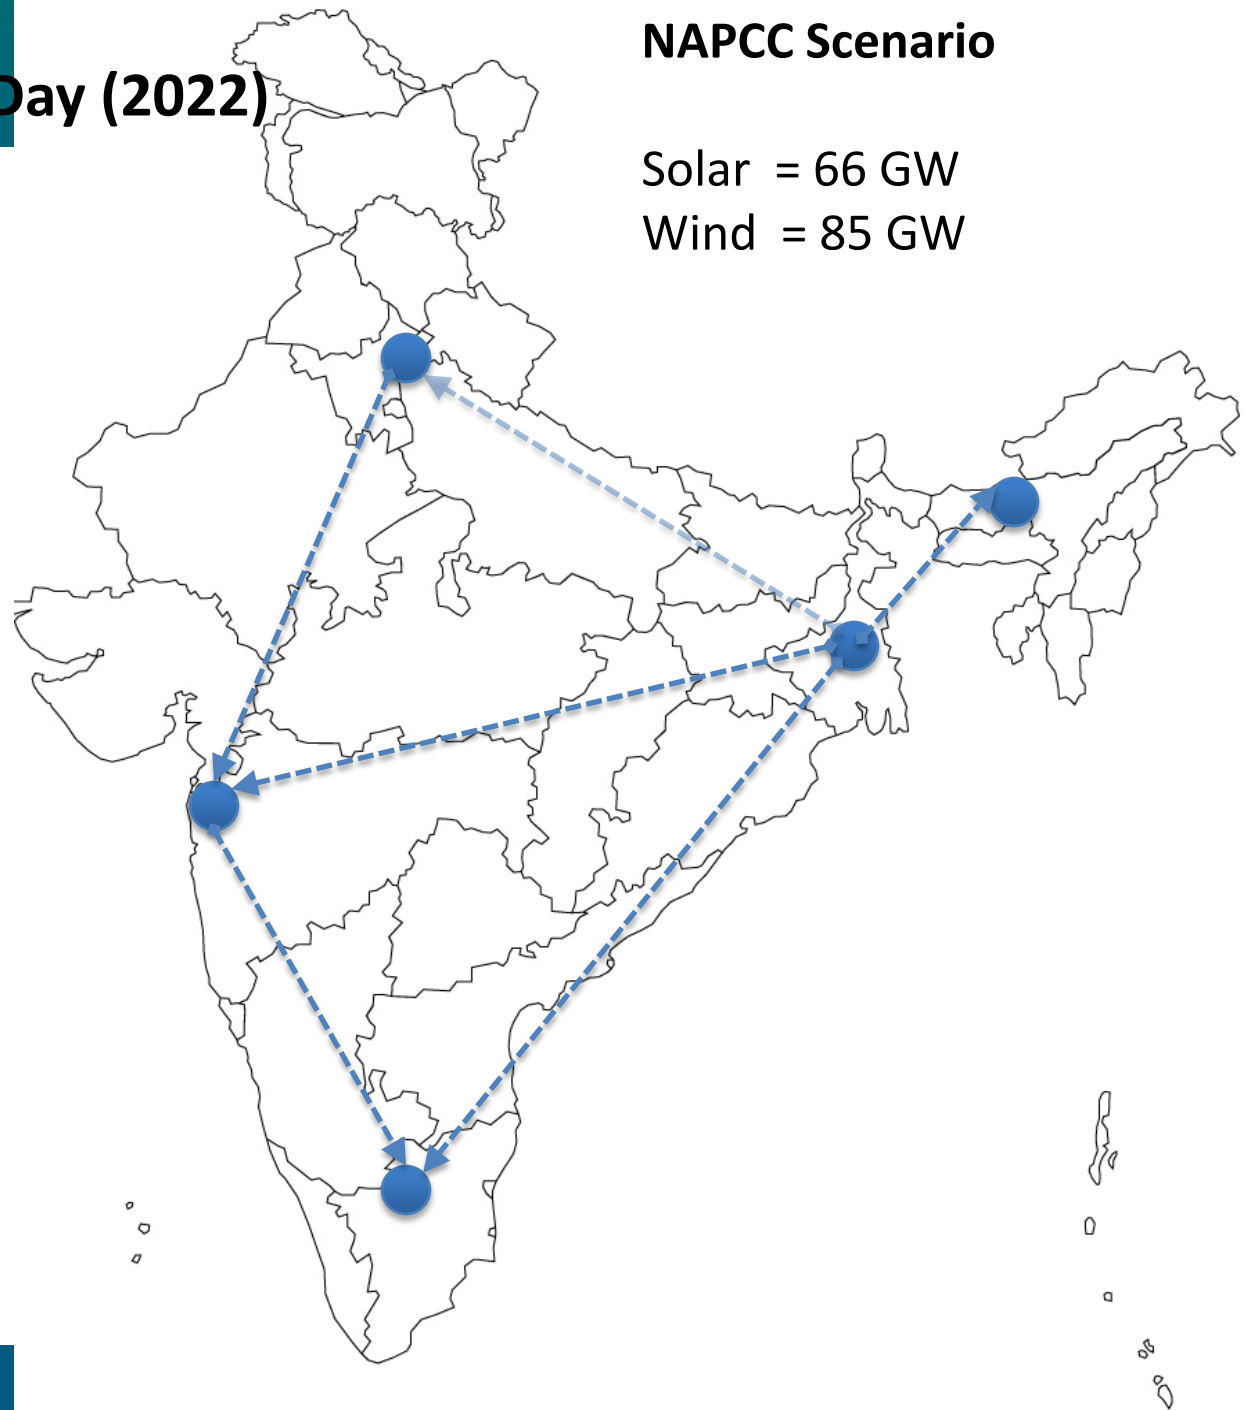 NAPCC Scenario
Day (2022)
Solar = 66 GW
Wind = 85 GW